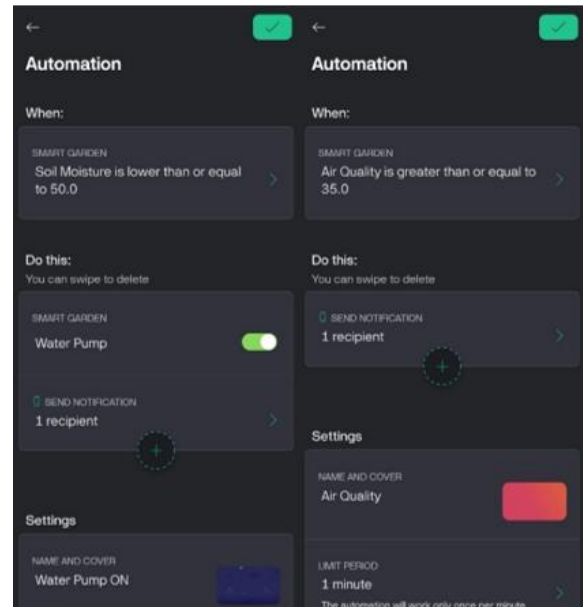 Automation
When:
SMART GARDEN
Soil Moisture is lower than or equal
to 50.0
Do this:
You can swipe to delete
SMART GARDEN
Water Pump
SEND NOTIFICATION
1 recipient
Settings
NAME AND COVER
Water Pump ON
Automation
When:
SMART GARDEN
Air Quality is greater than or equal to
35.0
Do this:
You can swipe to delete
SEND NOTIFICATION
1 recipient
Settings
NAME AND COVER
Air Quality
LIMIT PERIOD
1 minute
The automation will work only once per minute